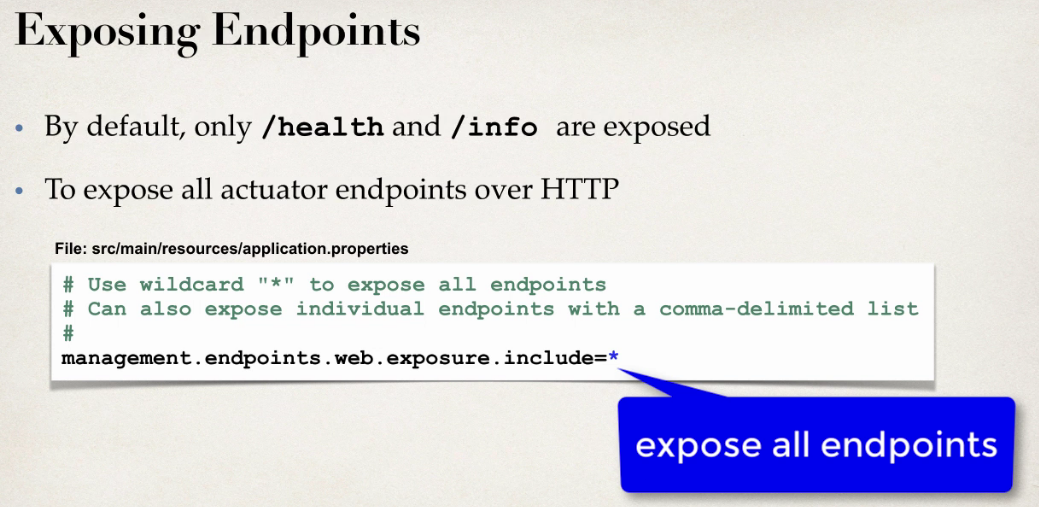 Exposing Endpoints
• By default, only /health and /info are exposed
• To expose all actuator endpoints over HTTP
File: src/main/resources/application.properties
# Use wildcard "*" to expose all endpoints
# Can also expose individual endpoints with a comma-delimited list
#
management.endpoints.web.exposure.include=*
expose all endpoints